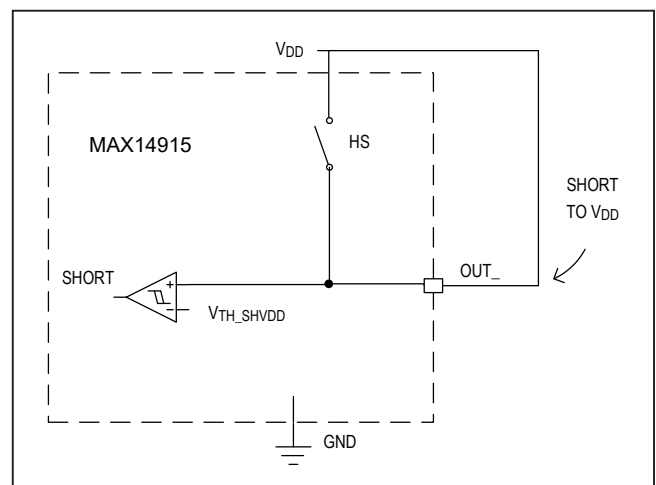 VDD
MAX14915
HS
SHORT
TO VDD
OUT_
SHORT
+
−
VTH_SHVDD
GND